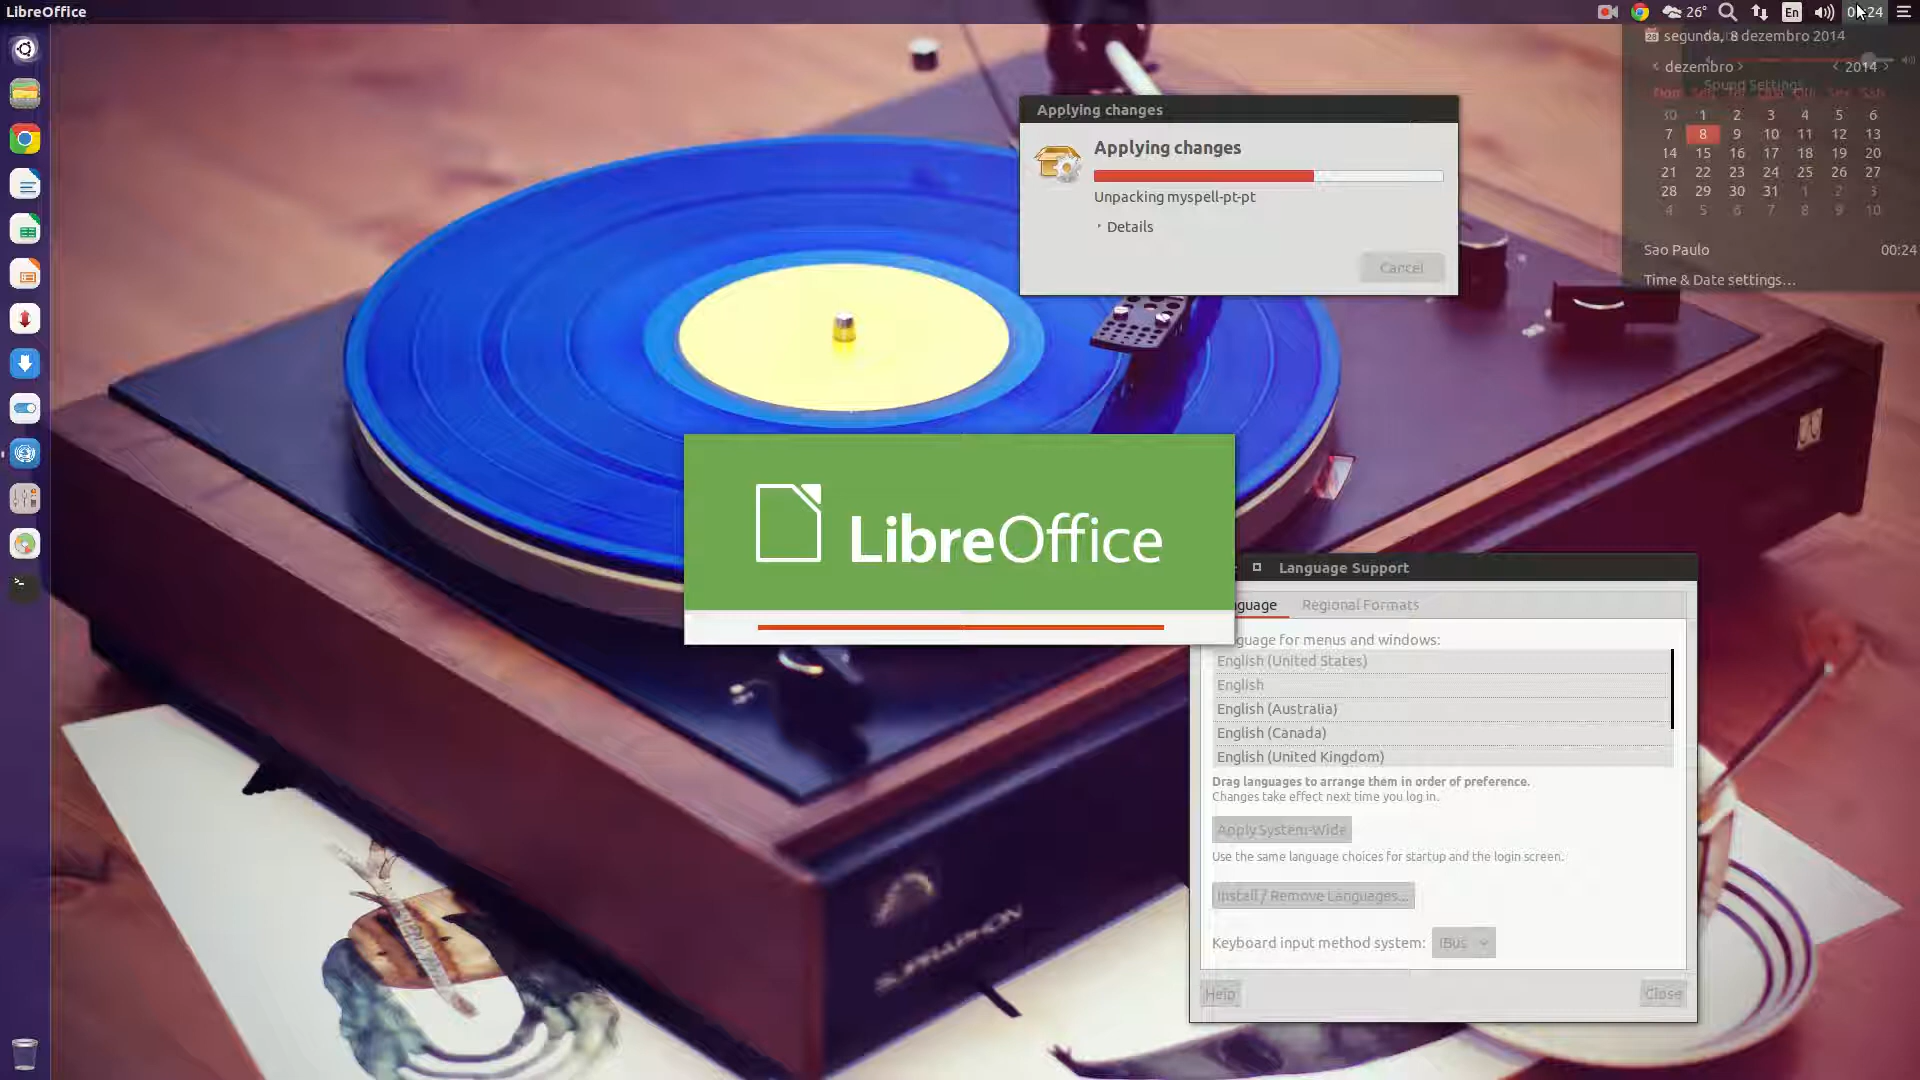 LibreOffice
26°
En
00:24
segunda, 8 dezembro 2014
dezembro
2014
Sound Settings
30 1 2 3 4 5 6
7 8 9 10 11 12 13
14 15 16 17 18 19 20
21 22 23 24 25 26 27
28 29 30 31 1 2 3
4 5 6 7 8 9 10
Sao Paulo 00:24
Time & Date settings...
Applying changes
Applying changes
Unpacking myspell-pt-pt
Details
Cancel
LibreOffice
Language Support
Regional Formats
for menus and windows:
English (United States)
English
English (Australia)
English (Canada)
English (United Kingdom)
Drag languages to arrange them in order of preference.
Changes take effect next time you log in.
Apply System-Wide
Use the same language choices for startup and the login screen.
Install / Remove Languages...
Keyboard input method system: IBus
Help
Close
SUPRAPHON